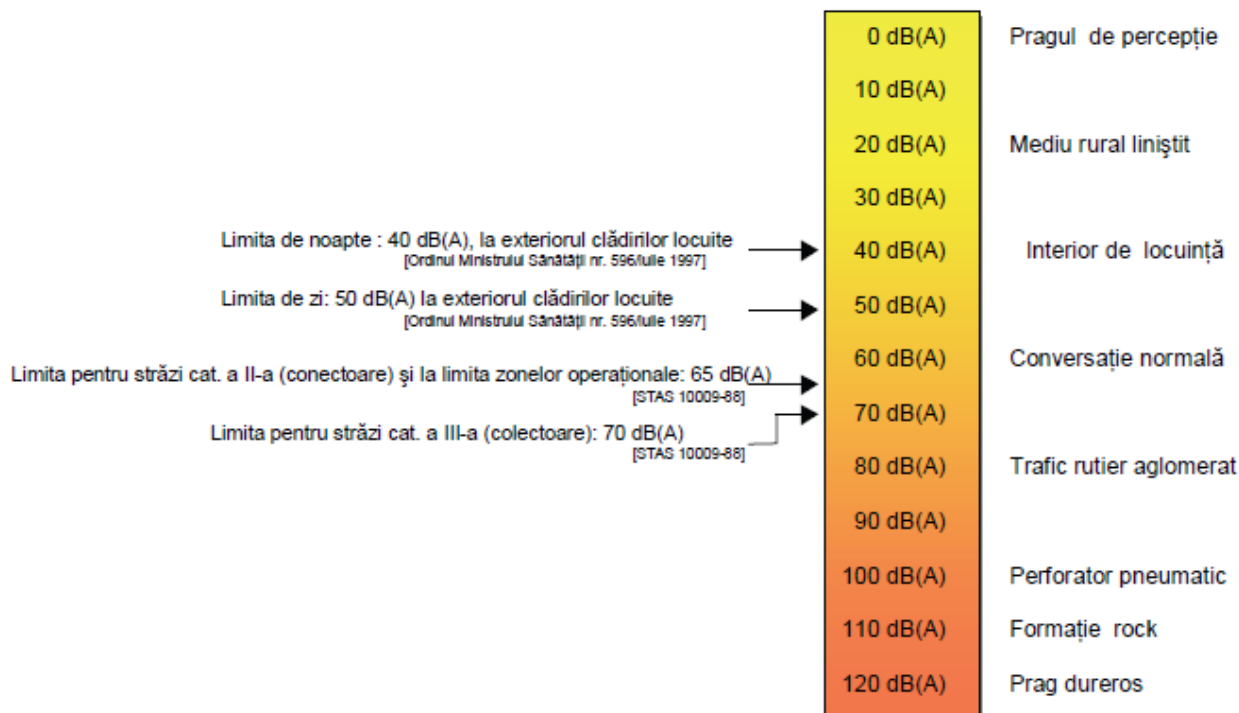 0 dB(A) Pragul de percepție
10 dB(A)
20 dB(A) Mediu rural liniştit
30 dB(A)
Limita de noapte : 40 dB(A), la exteriorul clădirilor locuite
[Ordinul Ministrului Sănătăţii nr. 596/iulie 1997]
40 dB(A) Interior de locuință
Limita de zi: 50 dB(A) la exteriorul clădirilor locuite
[Ordinul Ministrului Sănătăţii nr. 596/iulie 1997]
50 dB(A)
60 dB(A) Conversație normală
Limita pentru străzi cat. a II-a (conectoare) şi la limita zonelor operaționale: 65 dB(A)
[STAS 10009-88]
70 dB(A)
Limita pentru străzi cat. a III-a (colectoare): 70 dB(A)
[STAS 10009-88]
80 dB(A) Trafic rutier aglomerat
90 dB(A)
100 dB(A) Perforator pneumatic
110 dB(A) Formație rock
120 dB(A) Prag dureros